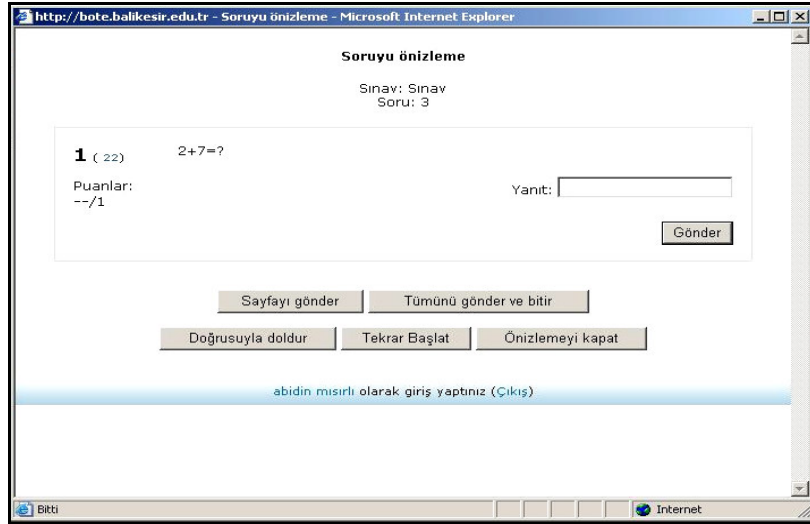 http://bote.balikesir.edu.tr - Soruyu önizleme - Microsoft Internet Explorer
Soruyu önizleme
Sınav: Sınav
Soru: 3
1 ( 22) 2+7=?
Puanlar:
--/1
Yanıt:
Gönder
Sayfayı gönder Tümünü gönder ve bitir
Doğrusuyla doldur Tekrar Başlat Önizlemeyi kapat
abidin mısırlı olarak giriş yaptınız (Çıkış)
Bitti Internet